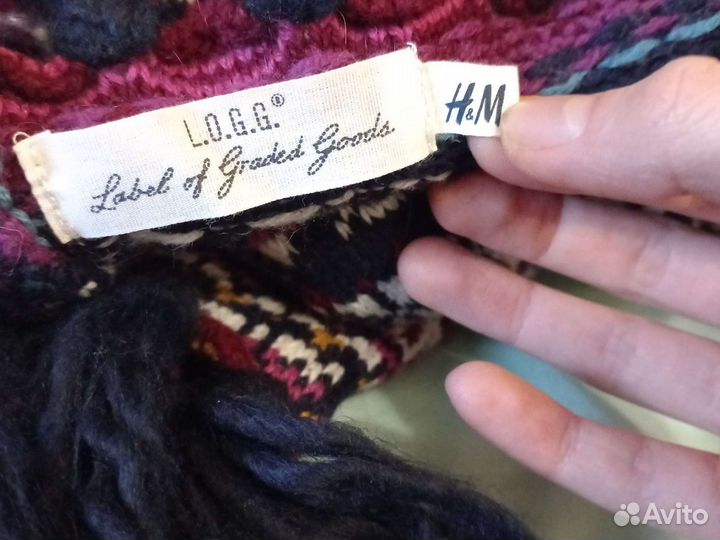 L.O.G.G.®
Label of Graded Goods
H&M
Avito